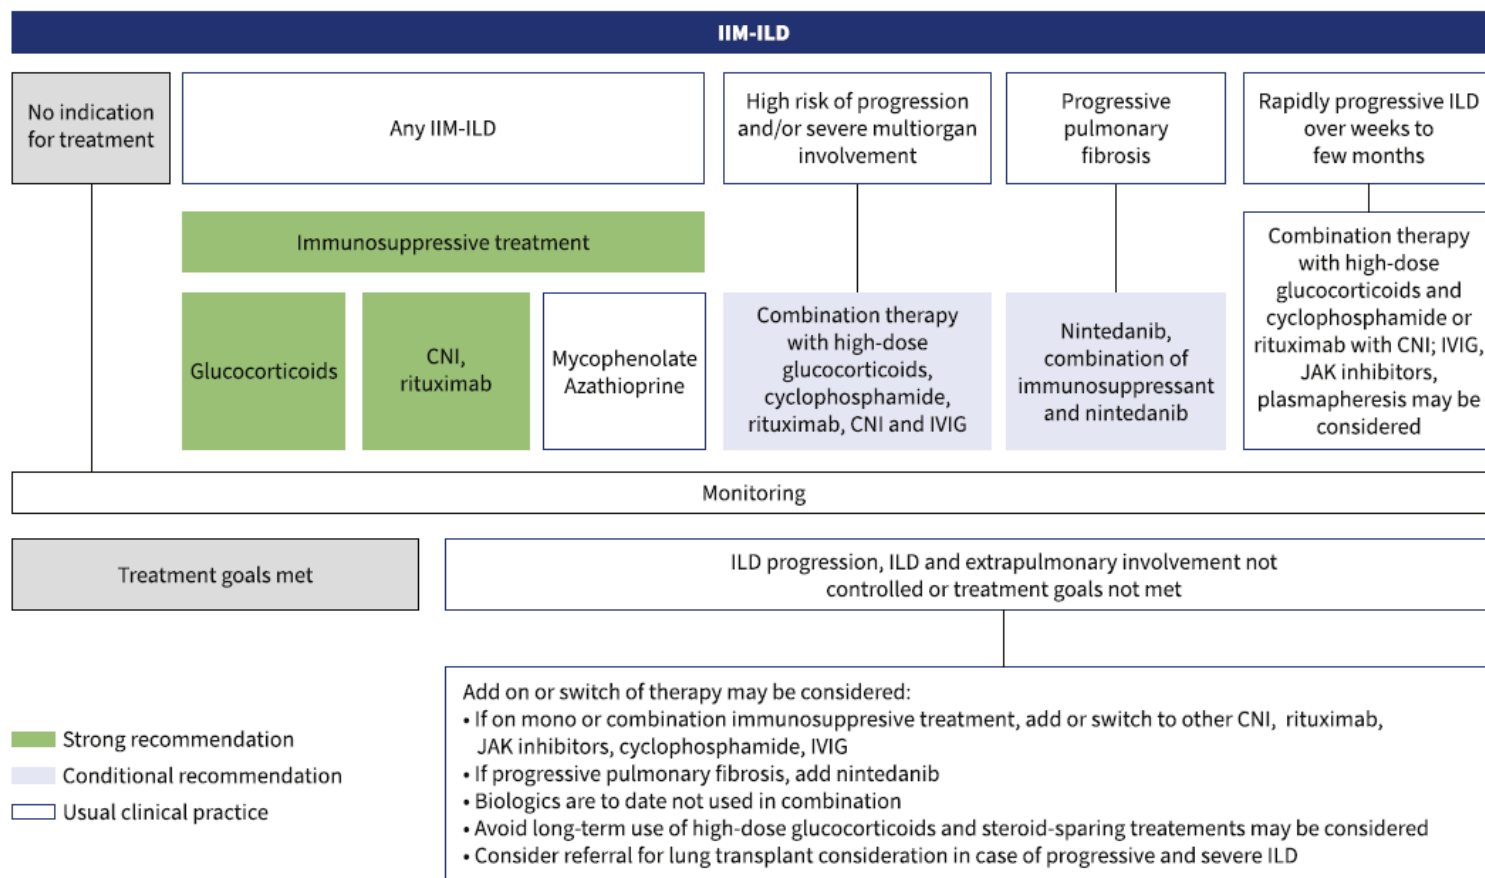 IIM-ILD
No indication
for treatment
Any IIM-ILD
High risk of progression
and/or severe multiorgan
involvement
Progressive
pulmonary
fibrosis
Rapidly progressive ILD
over weeks to
few months
Immunosuppressive treatment
Glucocorticoids
CNI,
rituximab
Mycophenolate
Azathioprine
Combination therapy
with high-dose
glucocorticoids,
cyclophosphamide,
rituximab, CNI and IVIG
Nintedanib,
combination of
immunosuppressant
and nintedanib
Combination therapy
with high-dose
glucocorticoids and
cyclophosphamide or
rituximab with CNI; IVIG,
JAK inhibitors,
plasmapheresis may be
considered
Monitoring
Treatment goals met
ILD progression, ILD and extrapulmonary involvement not
controlled or treatment goals not met
Add on or switch of therapy may be considered:
• If on mono or combination immunosuppresive treatment, add or switch to other CNI, rituximab,
JAK inhibitors, cyclophosphamide, IVIG
• If progressive pulmonary fibrosis, add nintedanib
• Biologics are to date not used in combination
• Avoid long-term use of high-dose glucocorticoids and steroid-sparing treatements may be considered
• Consider referral for lung transplant consideration in case of progressive and severe ILD
Strong recommendation
Conditional recommendation
Usual clinical practice